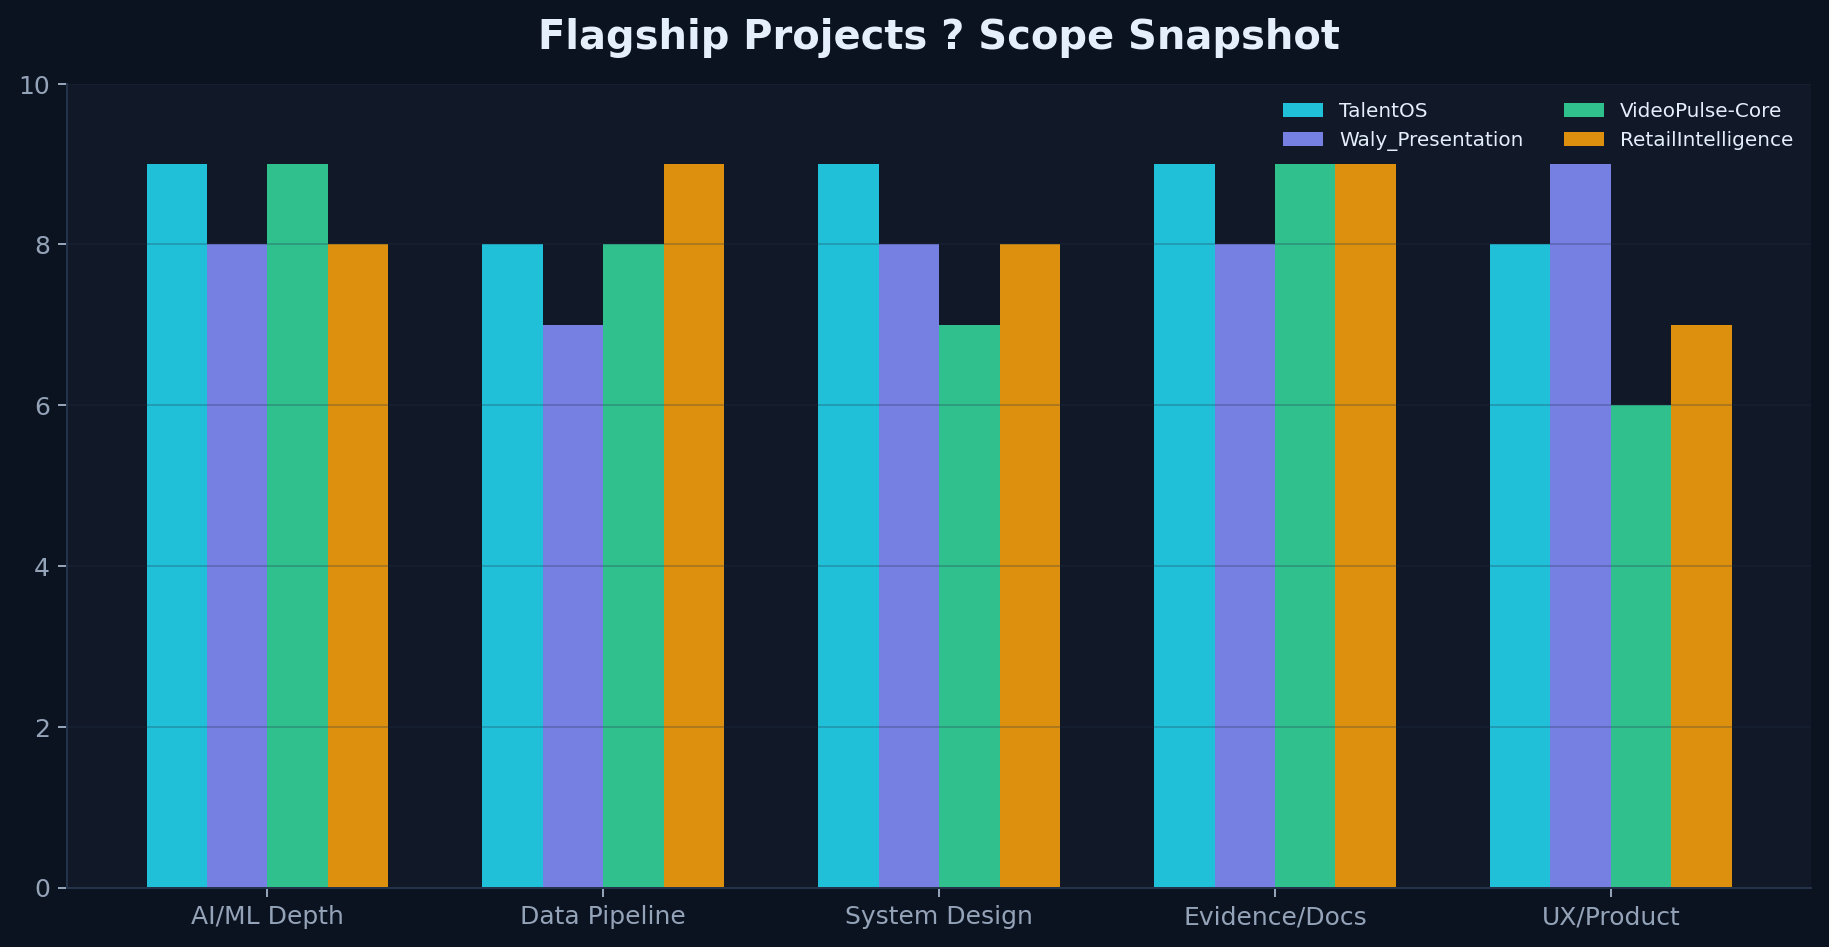 Flagship Projects ? Scope Snapshot
TalentOS
Waly_Presentation
VideoPulse-Core
RetailIntelligence
10
8
6
4
2
0
AI/ML Depth
Data Pipeline
System Design
Evidence/Docs
UX/Product